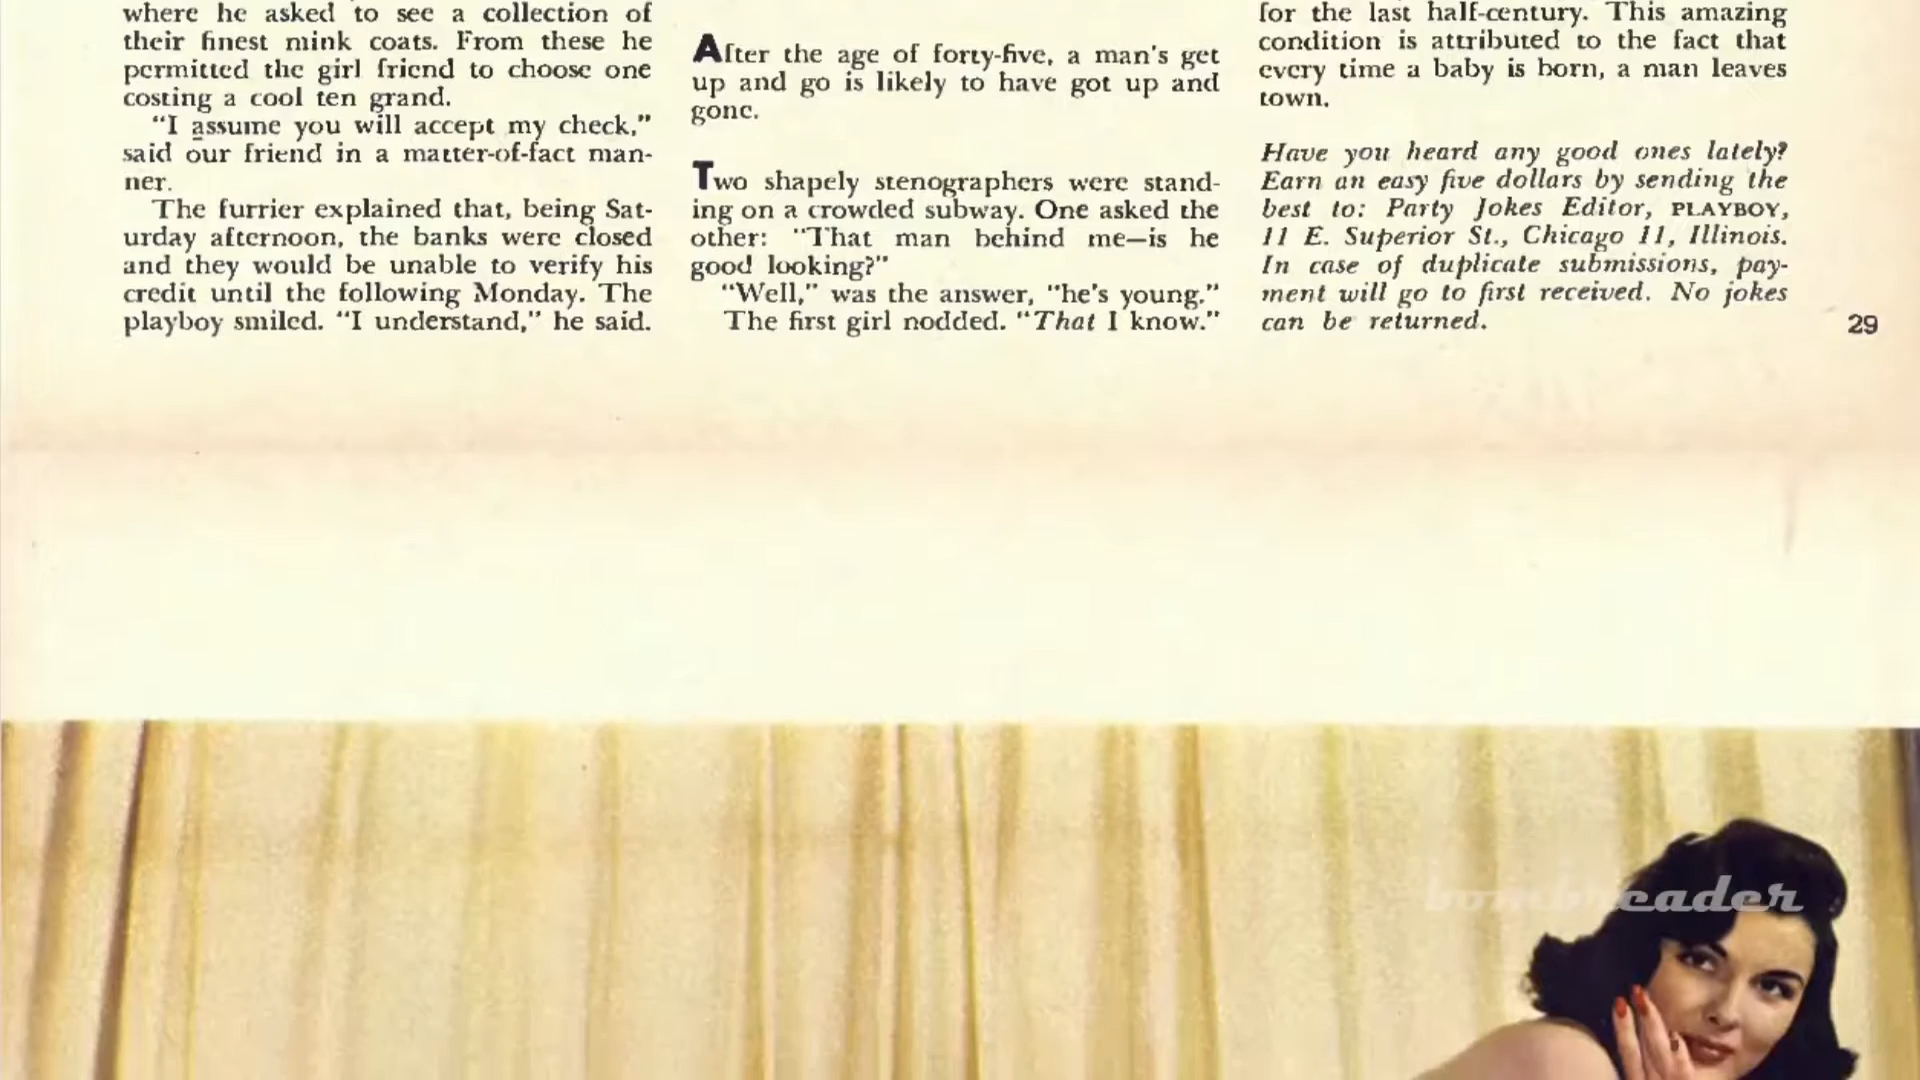 where he asked to see a collection of
their finest mink coats. From these he
permitted the girl friend to choose one
costing a cool ten grand.
“I assume you will accept my check,”
said our friend in a matter-of-fact man-
ner.
The furrier explained that, being Sat-
urday afternoon, the banks were closed
and they would be unable to verify his
credit until the following Monday. The
playboy smiled. “I understand,” he said.
After the age of forty-five, a man's get
up and go is likely to have got up and
gone.
Two shapely stenographers were stand-
ing on a crowded subway. One asked the
other: “That man behind me—is he
good looking?”
“Well,” was the answer, “he's young.”
The first girl nodded. “That I know.”
for the last half-century. This amazing
condition is attributed to the fact that
every time a baby is born, a man leaves
town.
Have you heard any good ones lately?
Earn an easy five dollars by sending the
best to: Party Jokes Editor, PLAYBOY,
11 E. Superior St., Chicago 11, Illinois.
In case of duplicate submissions, pay-
ment will go to first received. No jokes
can be returned.
29
bombreader